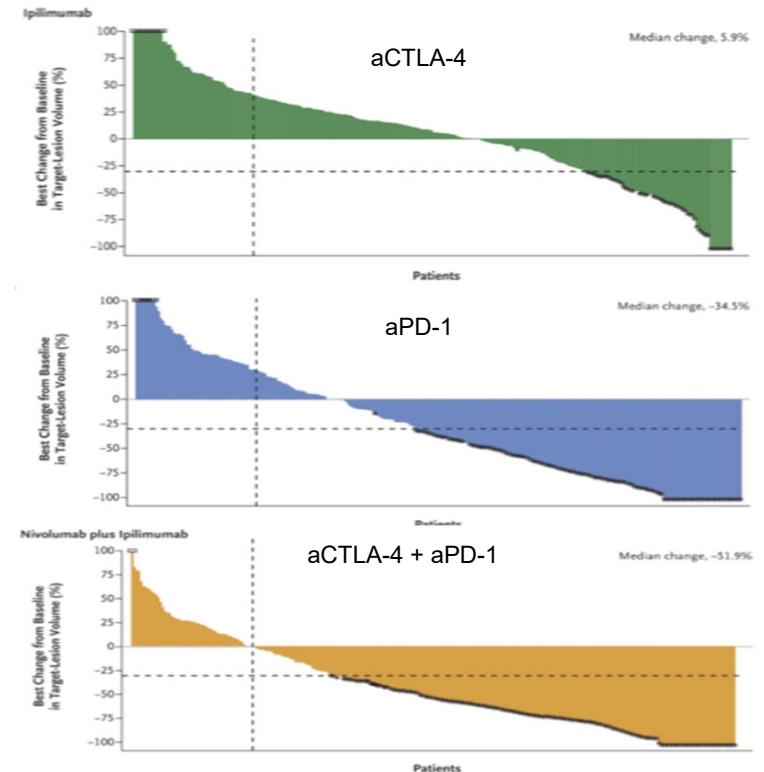 Ipilimumab
aCTLA-4
Median change, 5.9%
Best Change from Baseline
in Target-Lesion Volume (%)
100
75
50
25
0
−25
−50
−75
−100
Patients
aPD-1
Median change, −34.5%
Best Change from Baseline
in Target-Lesion Volume (%)
100
75
50
25
0
−25
−50
−75
−100
Patients
Nivolumab plus Ipilimumab
aCTLA-4 + aPD-1
Median change, −51.9%
Best Change from Baseline
in Target-Lesion Volume (%)
100
75
50
25
0
−25
−50
−75
−100
Patients